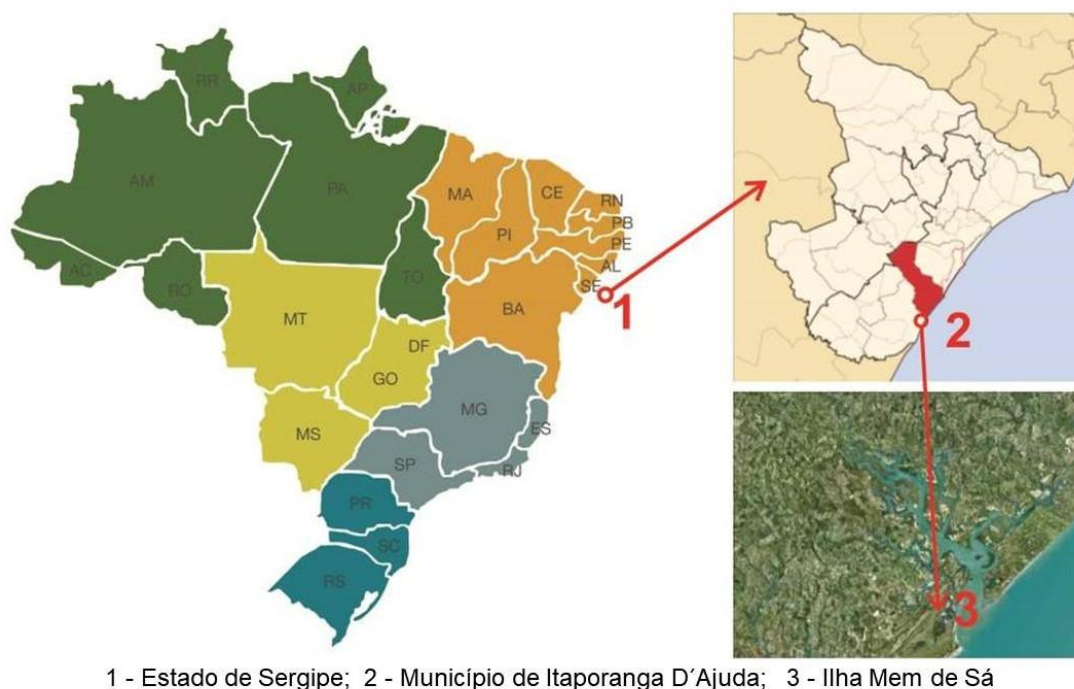 RR
AP
AM
PA
MA
CE
RN
PB
PI
PE
AL
AC
RO
TO
SE
BA
1
2
MT
DF
GO
MG
MS
ES
SP
RJ
PR
SC
RS
3
1 - Estado de Sergipe; 2 - Município de Itaporanga D´Ajuda; 3 - Ilha Mem de Sá